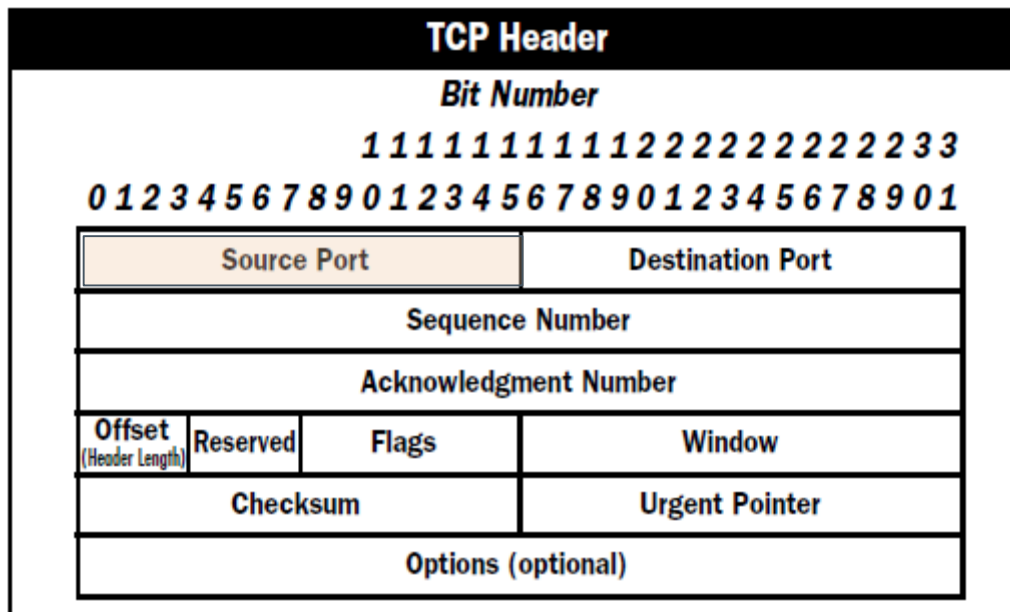 TCP Header
Bit Number
1 1 1 1 1 1 1 1 1 1 2 2 2 2 2 2 2 2 2 2 3 3
0 1 2 3 4 5 6 7 8 9 0 1 2 3 4 5 6 7 8 9 0 1 2 3 4 5 6 7 8 9 0 1
Source Port Destination Port
Sequence Number
Acknowledgment Number
Offset
(Header Length) Reserved Flags Window
Checksum Urgent Pointer
Options (optional)